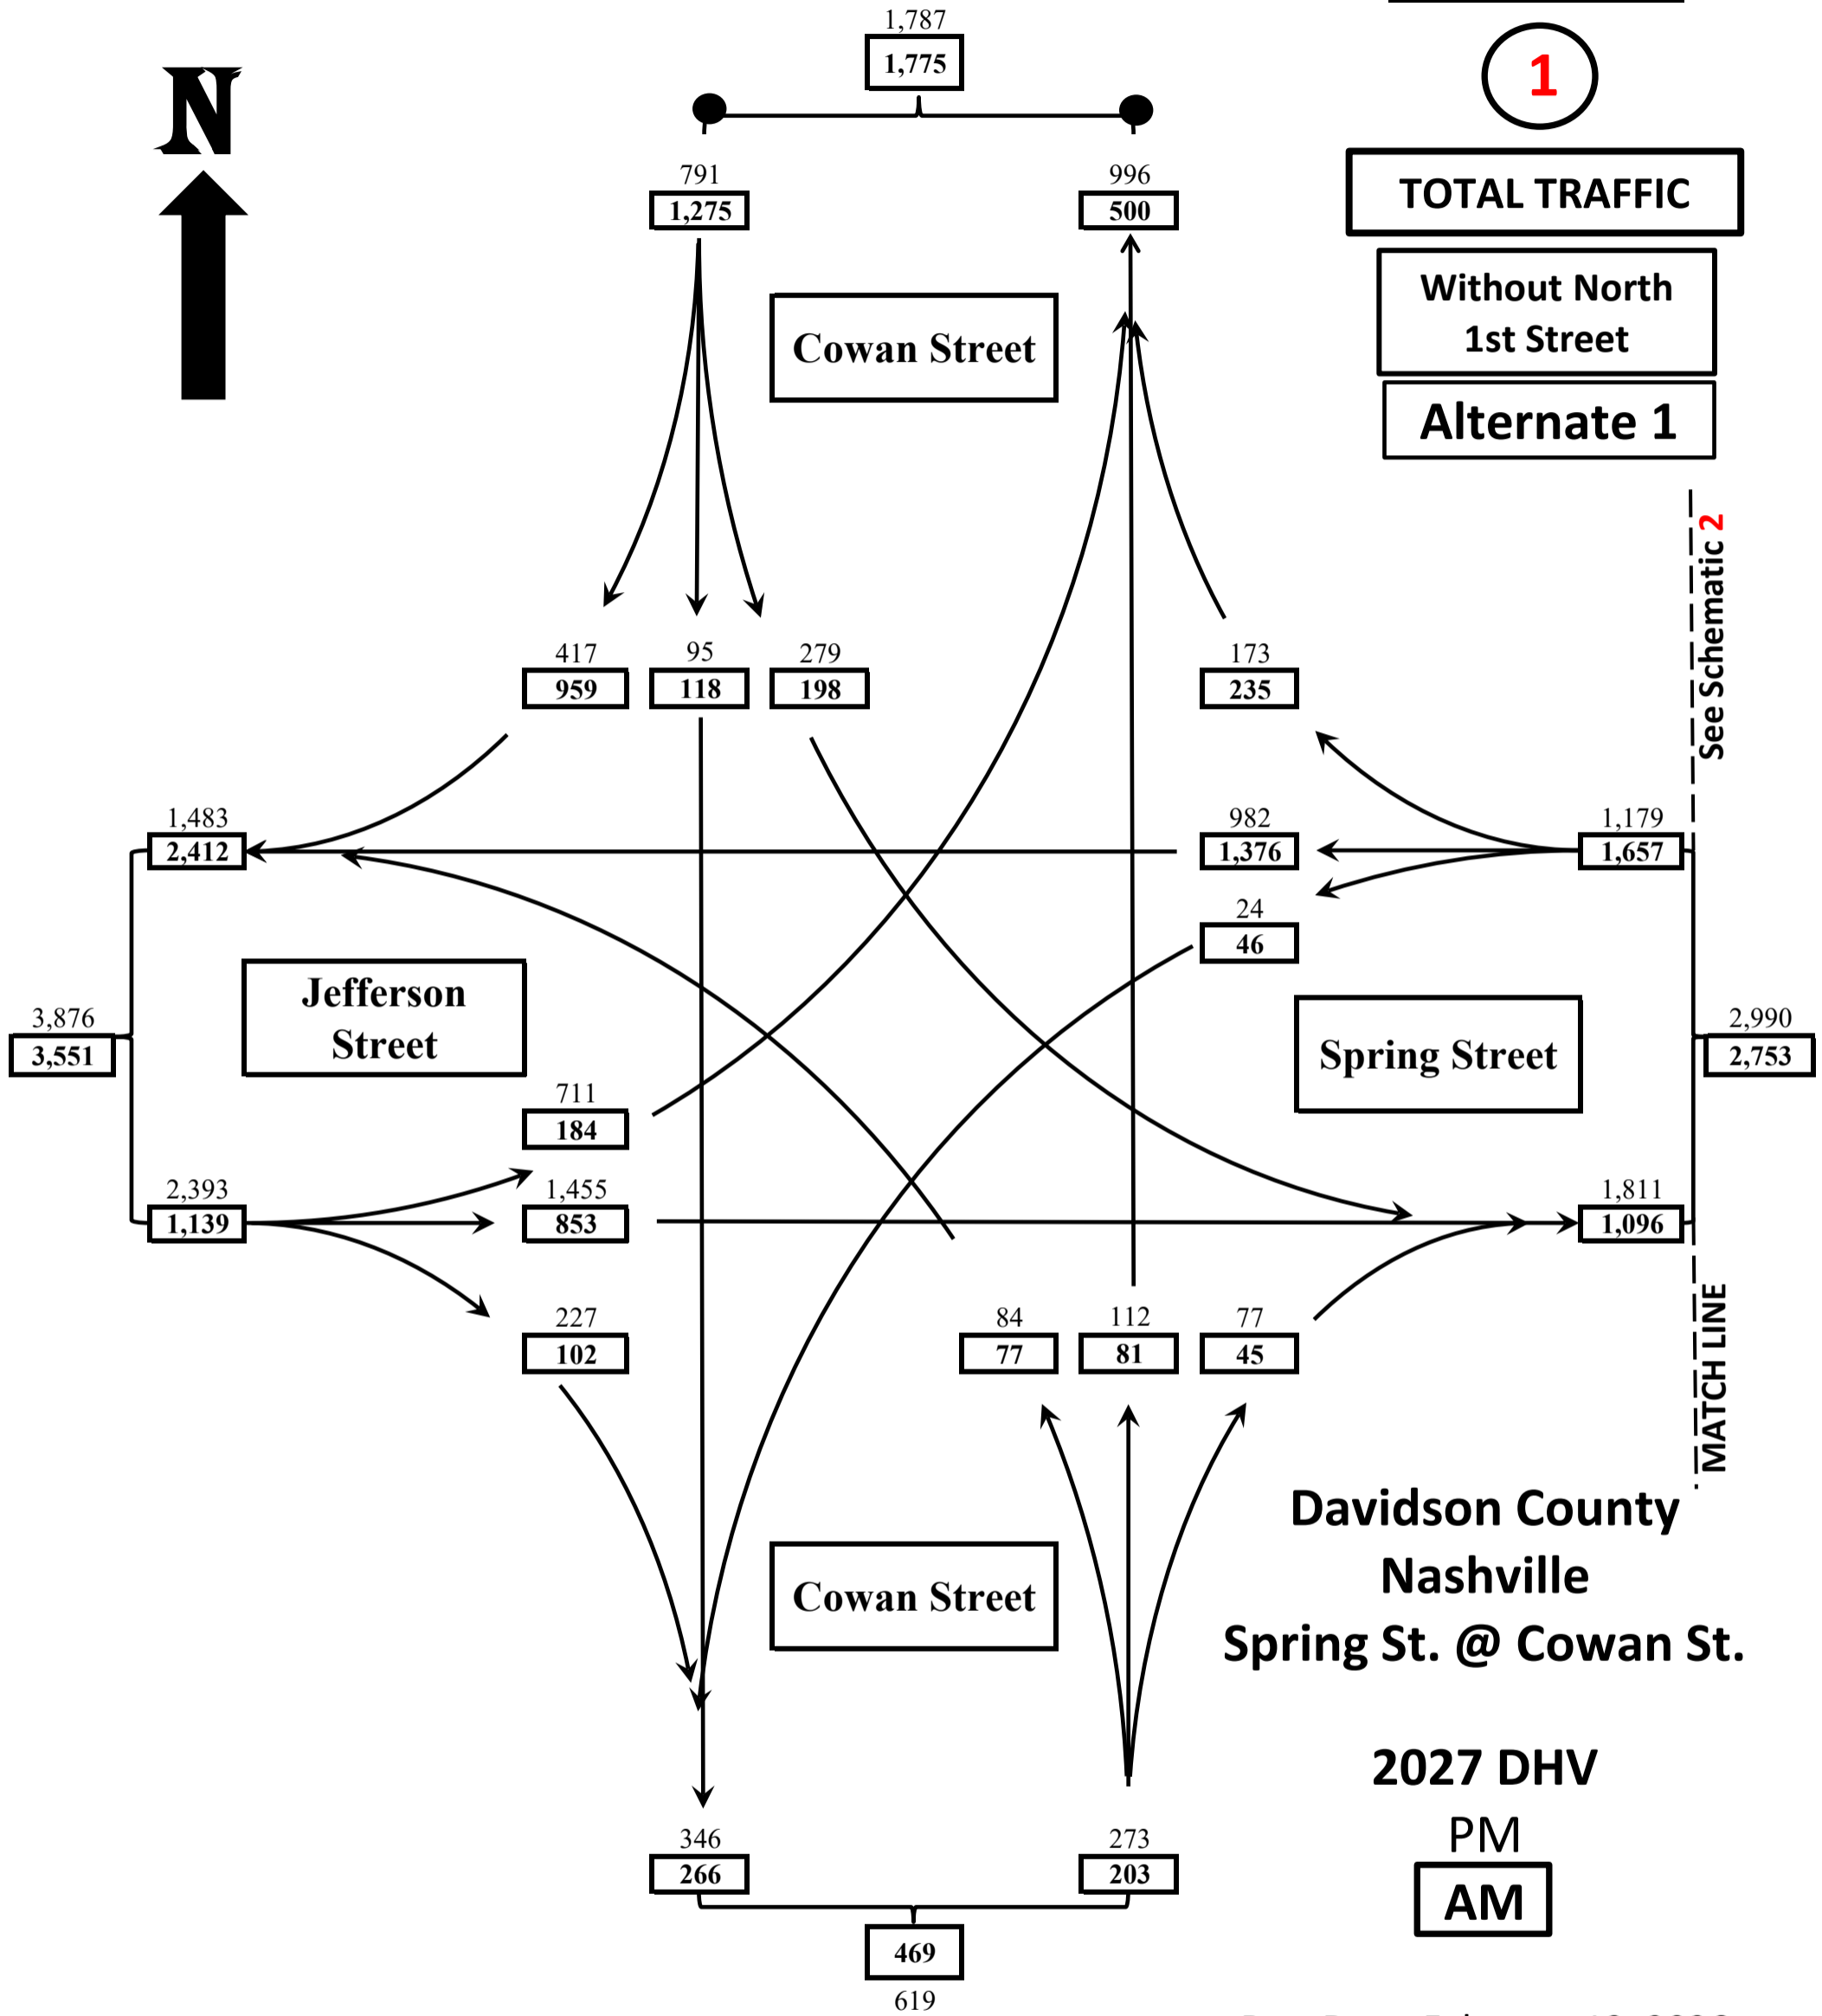 1,787
1,775
1
N
TOTAL TRAFFIC
791
996
1,275
500
Without North
1st Street
Cowan Street
Alternate 1
See Schematic 2
417
95
279
173
959
118
198
235
1,483
982
1,179
2,412
1,376
1,657
24
46
Jefferson
Street
3,876
3,551
Spring Street
2,990
2,753
711
184
2,393
1,455
1,811
1,139
853
1,096
227
84
112
77
102
77
81
45
MATCH LINE
Davidson County
Nashville
Spring St. @ Cowan St.
Cowan Street
2027 DHV
PM
AM
346
273
266
203
469
619